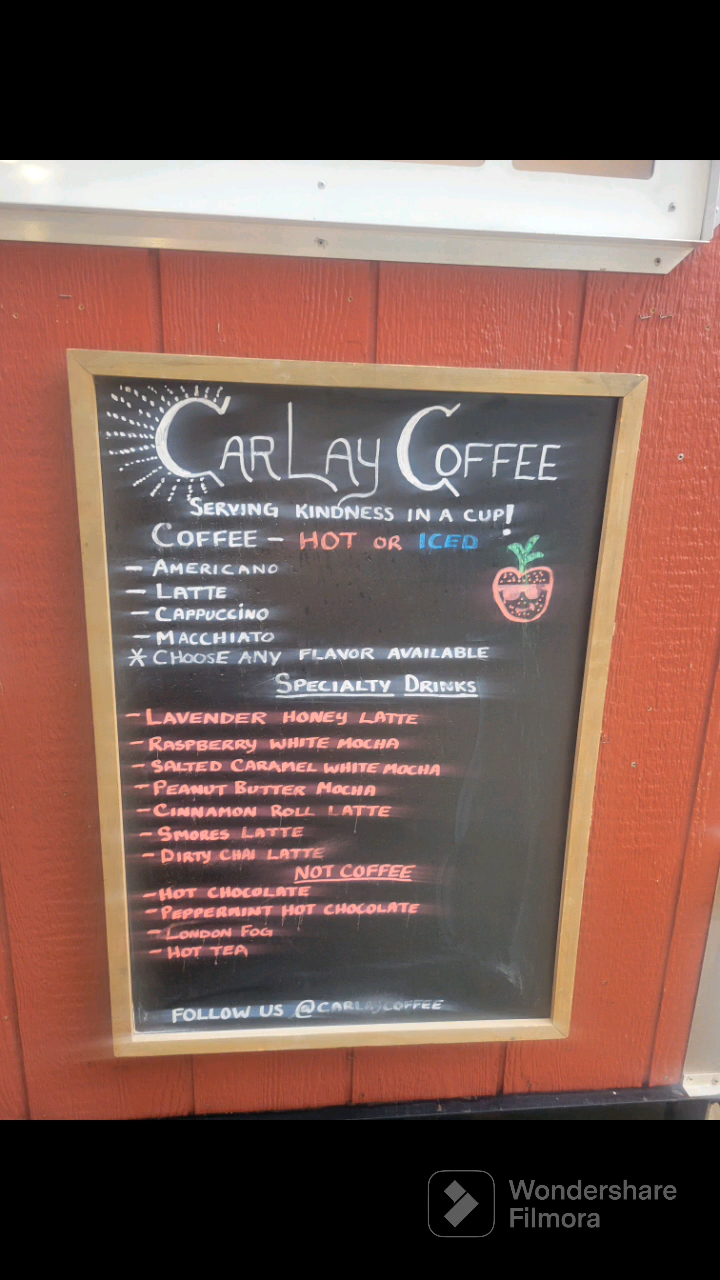 CARLAY COFFEE
SERVING KINDNESS IN A CUP!
COFFEE - HOT OR ICED
- AMERICANO
- LATTE
- CAPPUCCINO
- MACCHIATO
* CHOOSE ANY FLAVOR AVAILABLE
SPECIALTY DRINKS
- LAVENDER HONEY LATTE
- RASPBERRY WHITE MOCHA
- SALTED CARAMEL WHITE MOCHA
- PEANUT BUTTER MOCHA
- CINNAMON ROLL LATTE
- SMORES LATTE
- DIRTY CHAI LATTE
NOT COFFEE
- HOT CHOCOLATE
- PEPPERMINT HOT CHOCOLATE
- LONDON FOG
- HOT TEA
FOLLOW US @CARLAYCOFFEE
Wondershare
Filmora